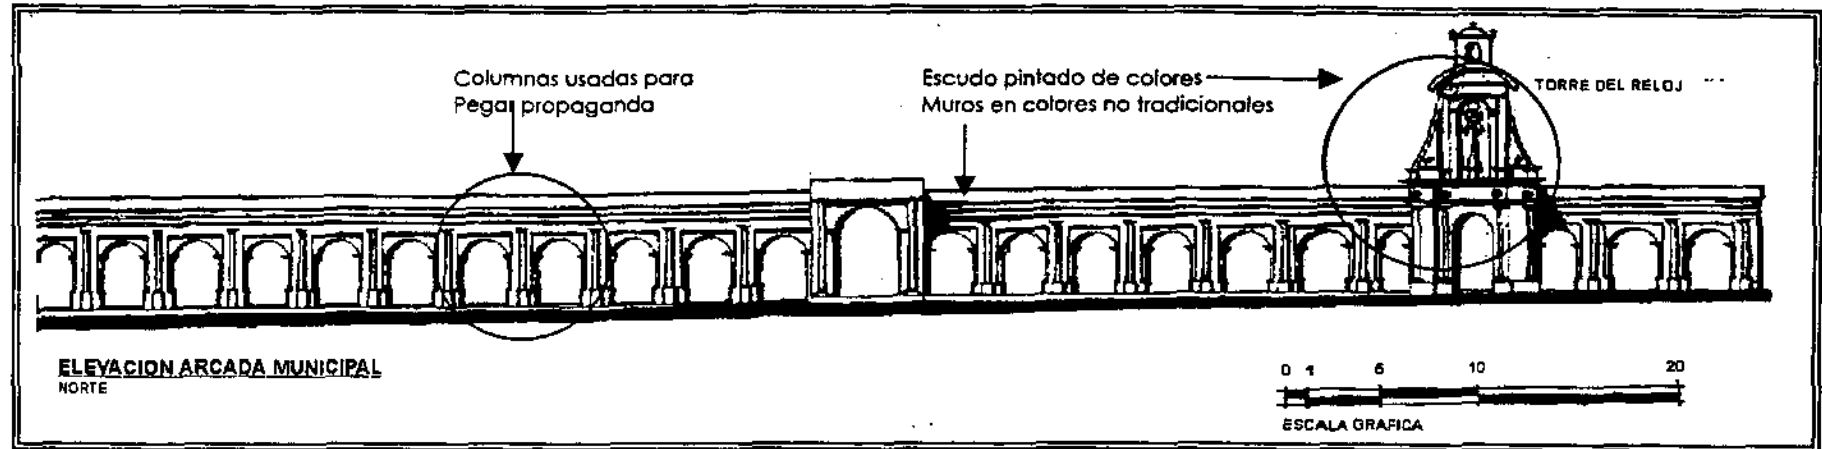 Columnas usadas para
Pegar propaganda
Escudo pintado de colores
Muros en colores no tradicionales
TORRE DEL RELOJ
ELEVACION ARCADA MUNICIPAL
NORTE
0 1 5 10 20
ESCALA GRAFICA